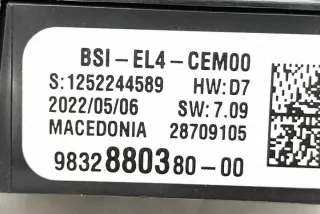 BSI-EL4-CEM00
S:1252244589 HW:D7
2022/05/06 SW:7.09
MACEDONIA 28709105
9832880380-00